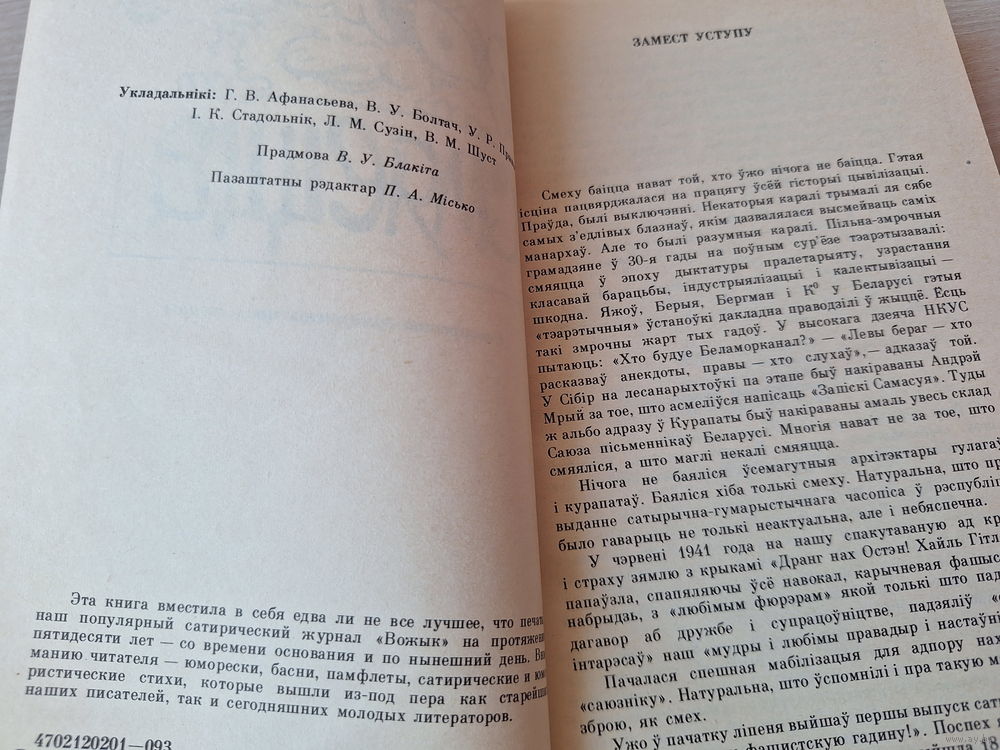 Укладальнікі: Г. В. Афанасьева, В. У. Болтач, У. Р.
І. К. Стадольнік, Л. М. Сузін, В. М. Шуст
Прадмова В. У. Блакіта
Пазаштатны рэдактар П. А. Місько
Эта книга вместила в себя едва ли не все лучшее, что
наш популярный сатирический журнал «Вожык» на
пятидесяти лет — со времени основания и по нынешний день.
манию читателя — юморески, басни, памфлеты, сатирические и
ристические стихи, которые вышли из-под пера как
наших писателей, так и сегодняшних молодых литераторов.
4702120201—093
ЗАМЕСТ УСТУПУ
Смеху баіцца нават той, хто ўжо нічога не баіцца. Гэтая
ісціна пацвярджалася на працягу ўсёй гісторыі цывілізацыі.
Праўда, былі выключэнні. Некаторыя каралі трымалі ля сябе
самых з'едлівых блазнаў, якім дазвалялася высмейваць саміх
манархаў. Але то былі разумныя каралі. Пільна-змрочныя
грамадзяне ў 30-я гады на поўным сур'ёзе тэарэтызавалі:
смяяцца ў эпоху дыктатуры пралетарыяту, узрастання
класавай барацьбы, індустрыялізацыі і калектывізацыі —
шкодна. Яжоў, Берыя, Бергман і К⁰ у Беларусі гэтыя
«тэарэтычныя» ўстаноўкі дакладна праводзілі ў жыццё. Ёсць
такі змрочны жарт тых гадоў. У высокага дзеяча НКУС
пытаюць: «Хто будуе Беламорканал?» — «Левы бераг — хто
расказваў анекдоты, правы — хто слухаў», — адказаў той.
У Сібір на лесанарыхтоўкі па этапе быў накіраваны Андрэй
Мрый за тое, што асмеліўся напісаць «Запіскі Самасуя». Туды
ж альбо адразу ў Курапаты быў накіраваны амаль увесь склад
Саюза пісьменнікаў Беларусі. Многія нават не за тое, што
смяяліся, а што маглі некалі смяяцца.
Нічога не баяліся ўсемагутныя архітэктары гулагаў
і курапатаў. Баяліся хіба толькі смеху. Натуральна, што
выданне сатырычна-гумарыстычнага часопіса ў
было гаварыць не толькі неактуальна, але і небяспечна.
У чэрвені 1941 года на нашу спакутаваную ад
і страху зямлю з крыкамі «Дранг нах Остэн! Хайль
папаўзла, спапяляючы ўсё навокал, карычневая
набрыдзь, з «любімым фюрэрам» якой толькі што
дагавор аб дружбе і супрацоўніцтве, падзяліў
інтарэсаў» наш «мудры і любімы правадыр і
Пачалася спешная мабілізацыя для адпору
«саюзніку». Натуральна, што ўспомнілі і пра такую
зброю, як смех.
Ужо ў пачатку ліпеня выйшаў першы выпуск
фашысцкую гадзіну!». Поспех